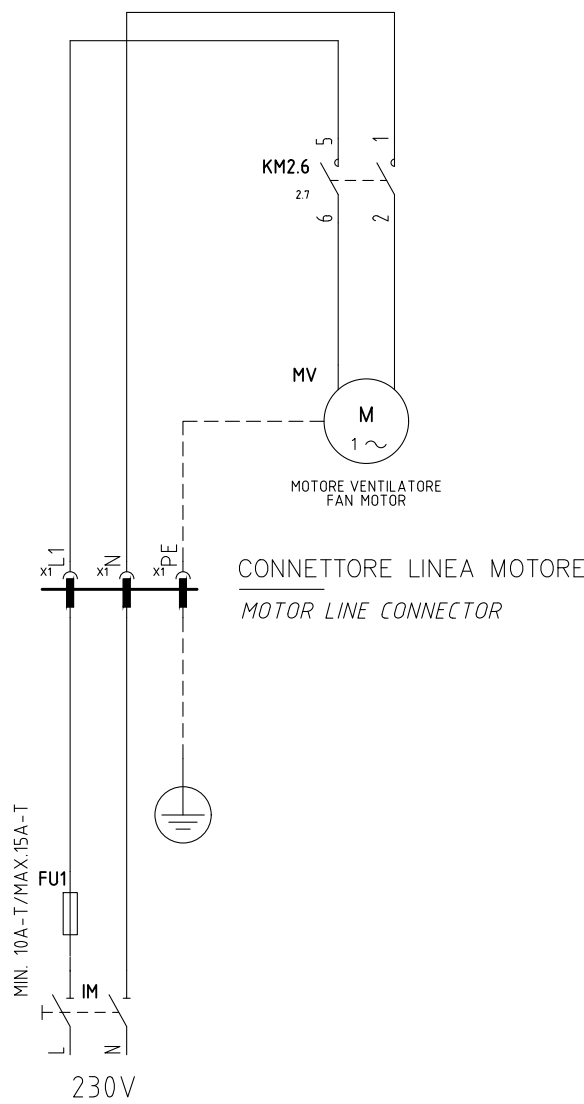 5
1
KM2.6
2.7
6
2
MV
M
1 ~
MOTORE VENTILATORE
FAN MOTOR
x1 L1
x1 N
x1 PE
CONNETTORE LINEA MOTORE
MOTOR LINE CONNECTOR
MIN. 10A-T/MAX.15A-T
FU1
IM
L
N
230V